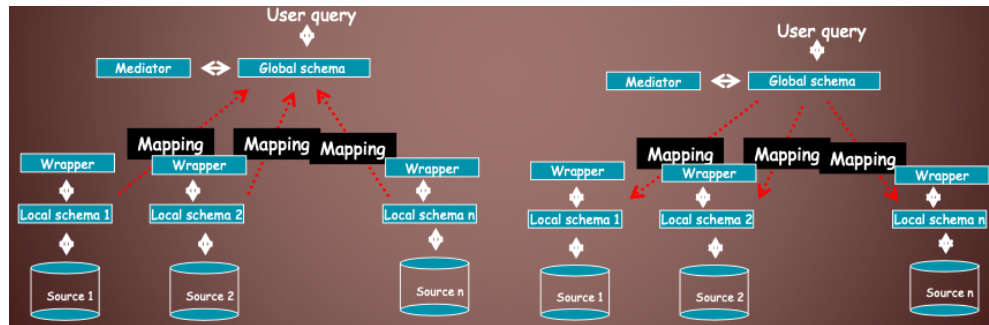 User query
Mediator
Global schema
Mapping
Mapping
Mapping
Wrapper
Wrapper
Wrapper
Local schema 1
Local schema 2
Local schema n
Source 1
Source 2
Source n
User query
Mediator
Global schema
Mapping
Mapping
Mapping
Wrapper
Wrapper
Wrapper
Local schema 1
Local schema 2
Local schema n
Source 1
Source 2
Source n